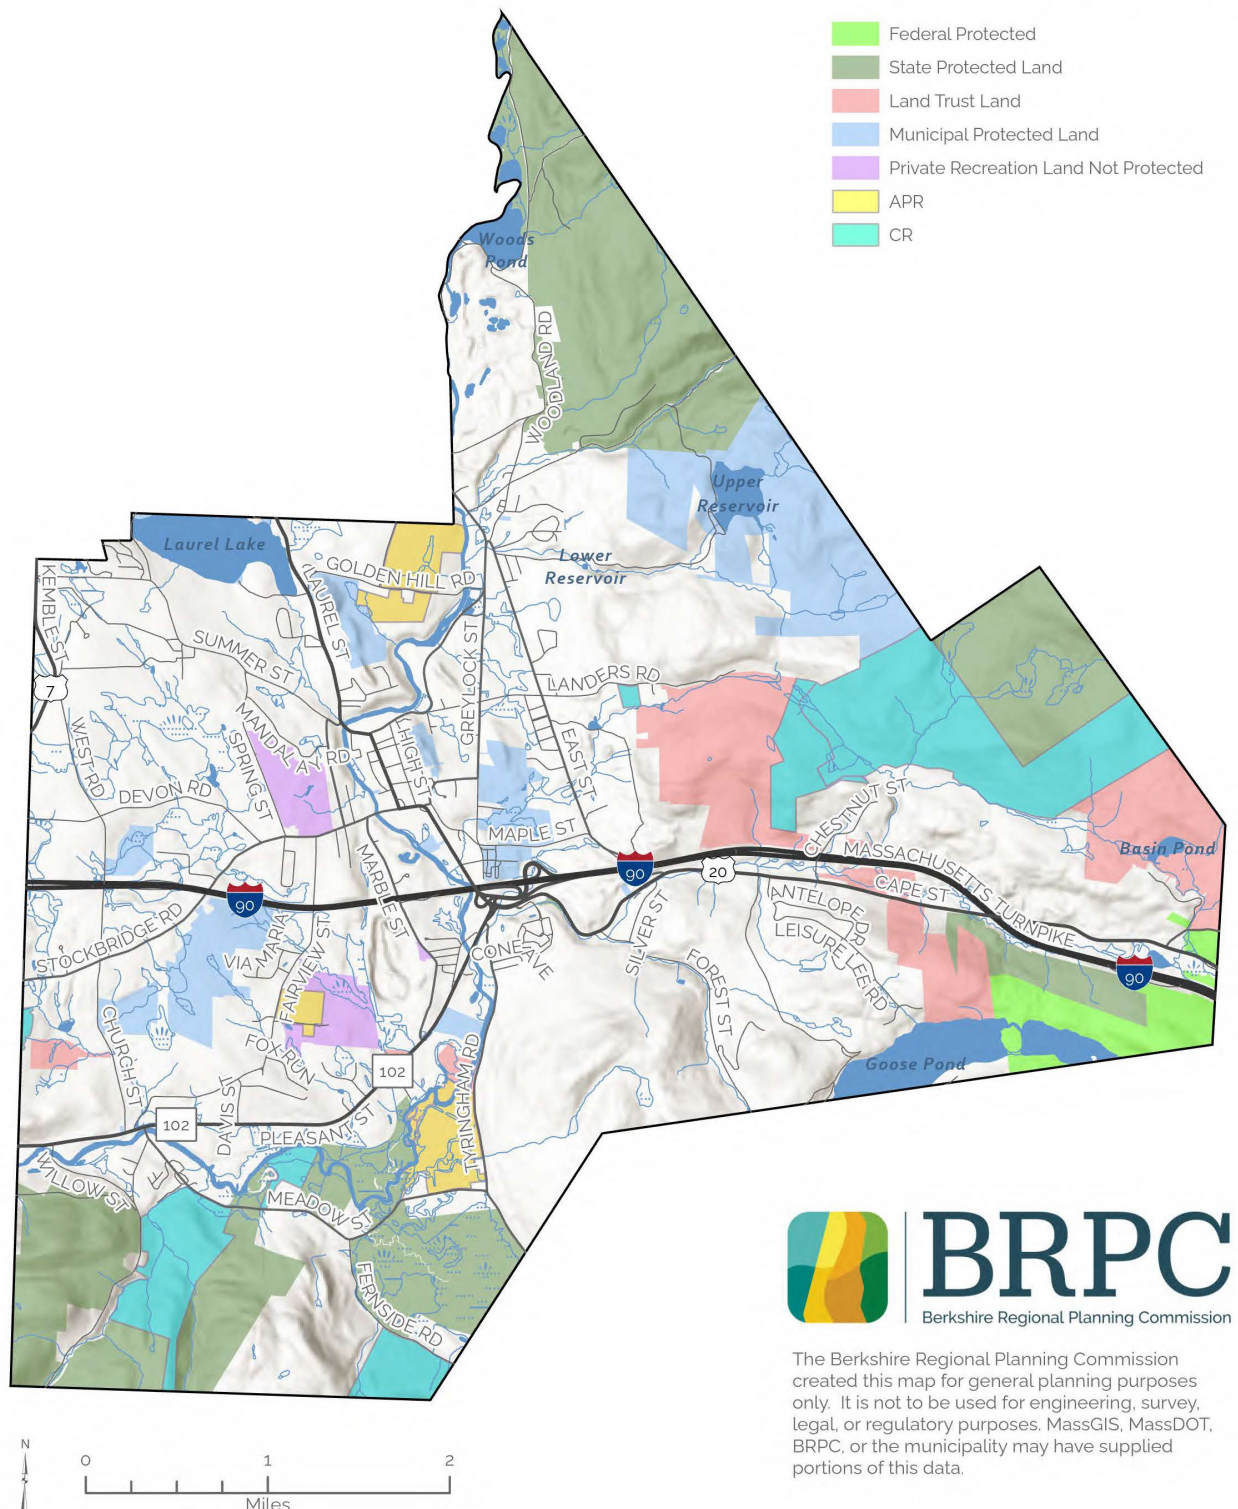 Federal Protected
State Protected Land
Land Trust Land
Municipal Protected Land
Private Recreation Land Not Protected
APR
CR
Woods
Pond
WOODLAND RD
Upper
Reservoir
Laurel Lake
Lower
Reservoir
GOLDEN HILL RD
KEMBLE ST
LAUREL ST
GREYLOCK ST
SUMMER ST
LANDERS RD
7
WEST RD
MANDALAY RD
SPRING ST
HIGH ST
EAST ST
DEVON RD
CHESTNUT ST
MAPLE ST
MASSACHUSETTS TURNPIKE
Basin Pond
MARBLE ST
90
20
CAPE ST
90
ANTELOPE DR
LEISURE LEE RD
STOCKBRIDGE RD
VIA MARIA
FAIRVIEW ST
CONE AVE
SILVER ST
FOREST ST
90
CHURCH ST
FOX RUN
TYRINGHAM RD
Goose Pond
102
102
DAVIS ST
PLEASANT ST
WILLOW ST
MEADOW ST
FERNSIDE RD
BRPC
Berkshire Regional Planning Commission
The Berkshire Regional Planning Commission
created this map for general planning purposes
only. It is not to be used for engineering, survey,
legal, or regulatory purposes. MassGIS, MassDOT,
BRPC, or the municipality may have supplied
portions of this data.
N
0 1 2
Miles